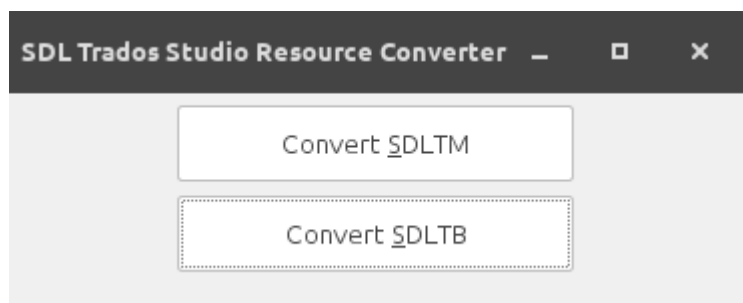 SDL Trados Studio Resource Converter
Convert SDLTM
Convert SDLTB